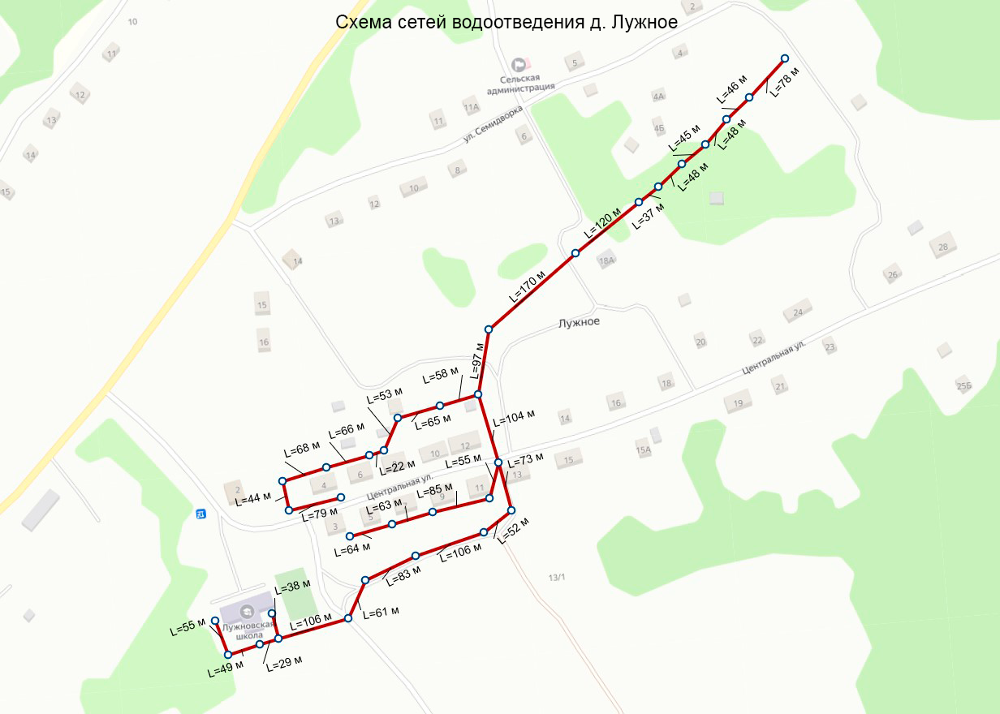 Схема сетей водоотведения д. Лужное
10
2
11
5
4
Сельская
администрация
L=46 м
L=78 м
12
4А
11А
11
ул. Семидворка
13
4Б
6
L=45 м
L=48 м
14
8
L=48 м
15
10
12
13
L=120 м
L=37 м
14
18А
28
26
L=170 м
15
24
Лужное
16
20
22
23
Центральная ул.
L=97 м
L=58 м
18
21
25Б
L=53 м
16
19
L=65 м
L=104 м
14
L=66 м
L=68 м
10
12
15А
L=55 м
L=73 м
15
6
L=22 м
13
2
4
Центральная ул.
L=85 м
11
L=44 м
9
L=63 м
L=79 м
5
3
L=64 м
L=52 м
L=106 м
L=83 м
13/1
L=38 м
L=61 м
L=106 м
L=55 м
Лужновская
школа
L=49 м
L=29 м